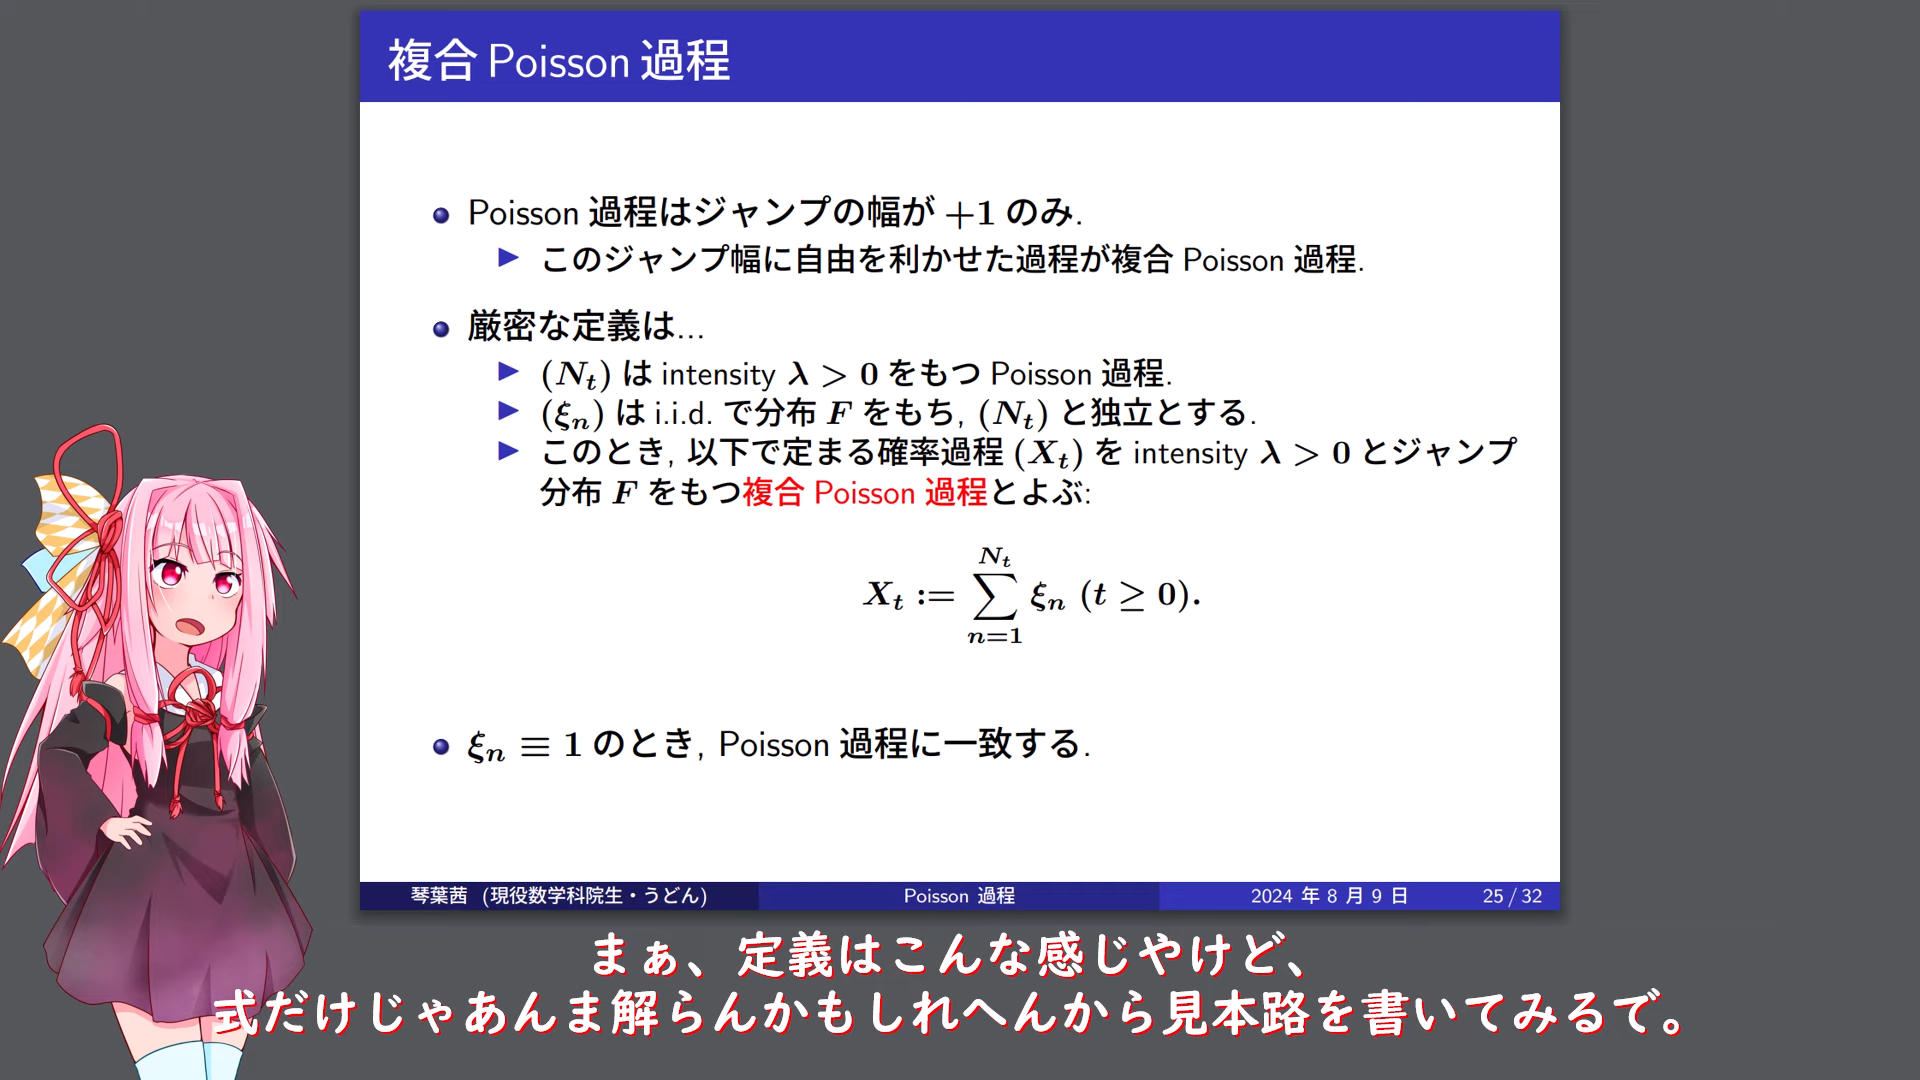 複合 Poisson 過程
Poisson 過程はジャンプの幅が +1 のみ.
このジャンプ幅に自由を利かせた過程が複合 Poisson 過程.
厳密な定義は...
(N_t) は intensity λ > 0 をもつ Poisson 過程.
(ξ_n) は i.i.d. で分布 F をもち, (N_t) と独立とする.
このとき, 以下で定まる確率過程 (X_t) を intensity λ > 0 とジャンプ
分布 F をもつ複合 Poisson 過程とよぶ:
X_t := ∑_{n=1}^{N_t} ξ_n (t ≥ 0).
ξ_n ≡ 1 のとき, Poisson 過程に一致する.
琴葉茜 (現役数学科院生・うどん) Poisson 過程 2024 年 8 月 9 日 25 / 32
まぁ、定義はこんな感じやけど、
式だけじゃあんま解らんかもしれへんから見本路を書いてみるで。